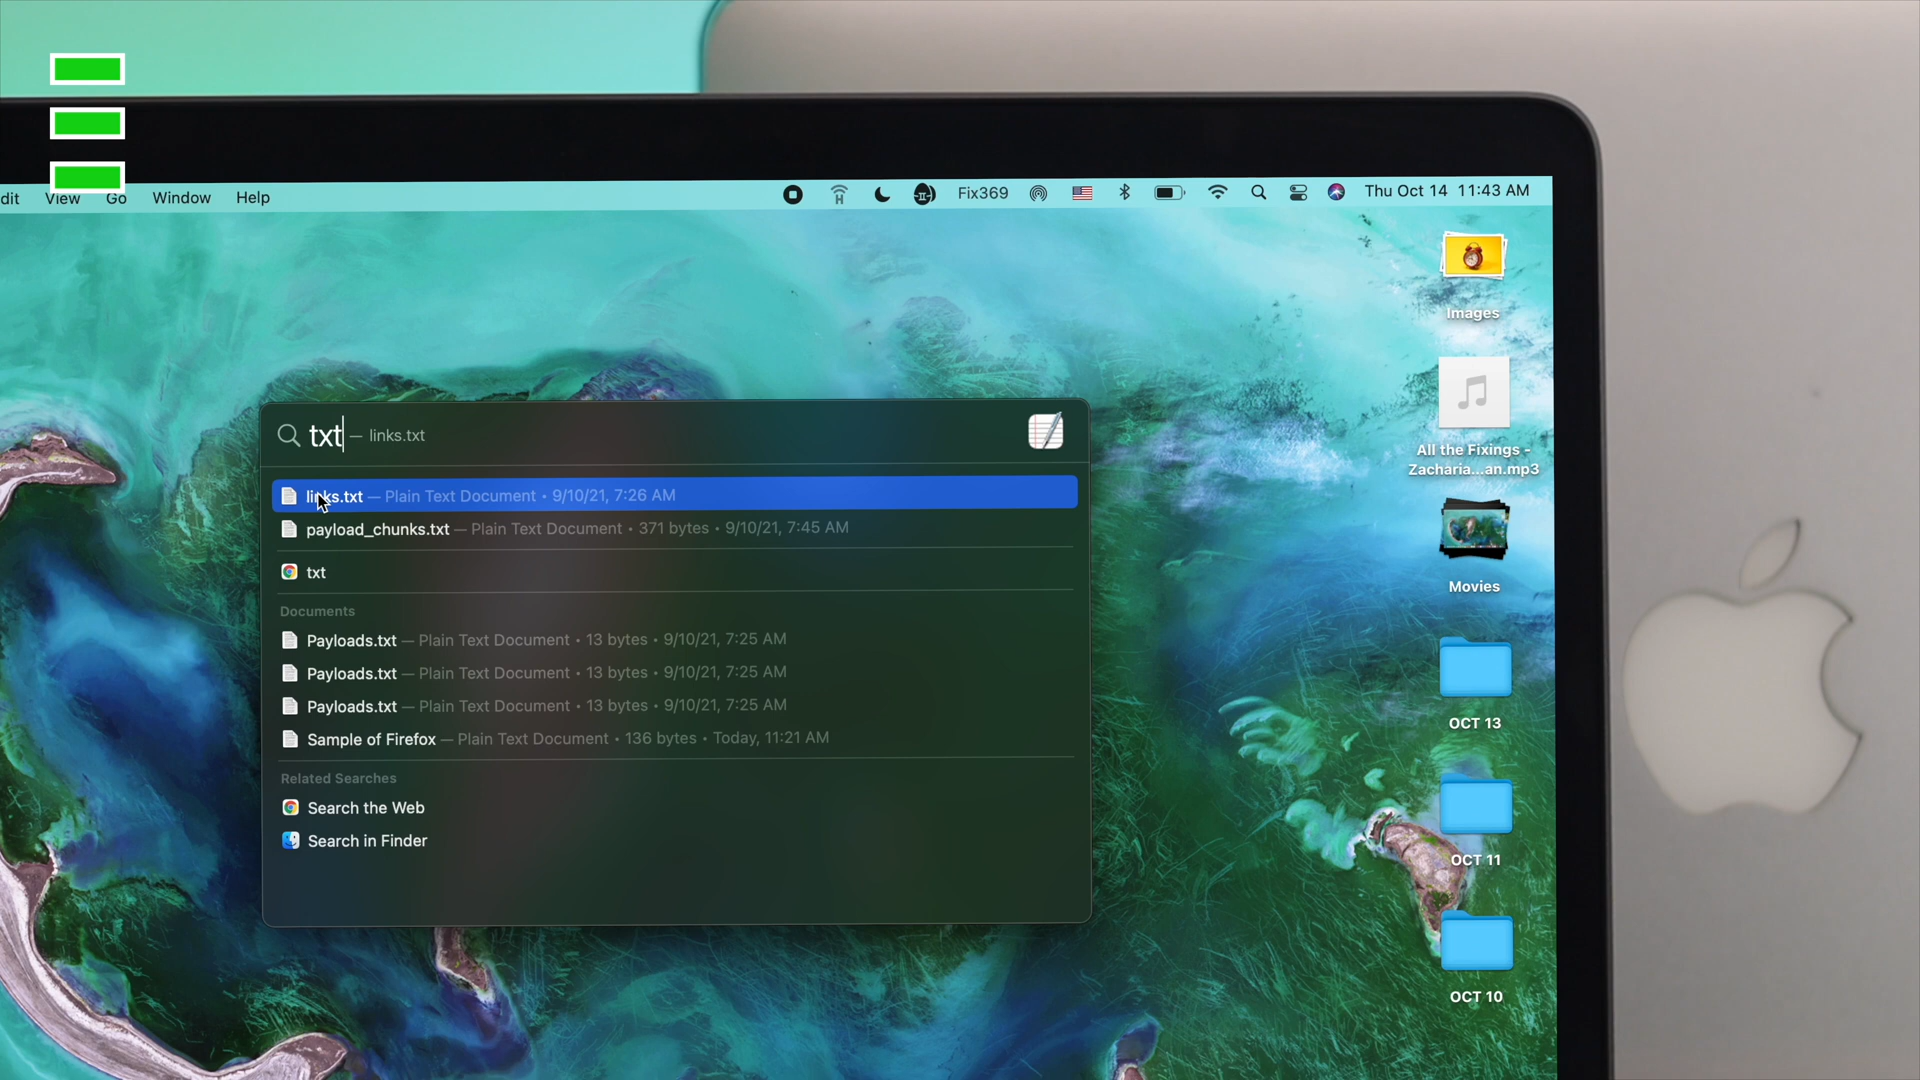 dit View Go Window Help Fix369 Thu Oct 14 11:43 AM
Images
All the Fixings -
Zacharia...an.mp3
Movies
OCT 13
OCT 11
OCT 10
txt — links.txt
links.txt — Plain Text Document • 9/10/21, 7:26 AM
payload_chunks.txt — Plain Text Document • 371 bytes • 9/10/21, 7:45 AM
txt
Documents
Payloads.txt — Plain Text Document • 13 bytes • 9/10/21, 7:25 AM
Payloads.txt — Plain Text Document • 13 bytes • 9/10/21, 7:25 AM
Payloads.txt — Plain Text Document • 13 bytes • 9/10/21, 7:25 AM
Sample of Firefox — Plain Text Document • 136 bytes • Today, 11:21 AM
Related Searches
Search the Web
Search in Finder